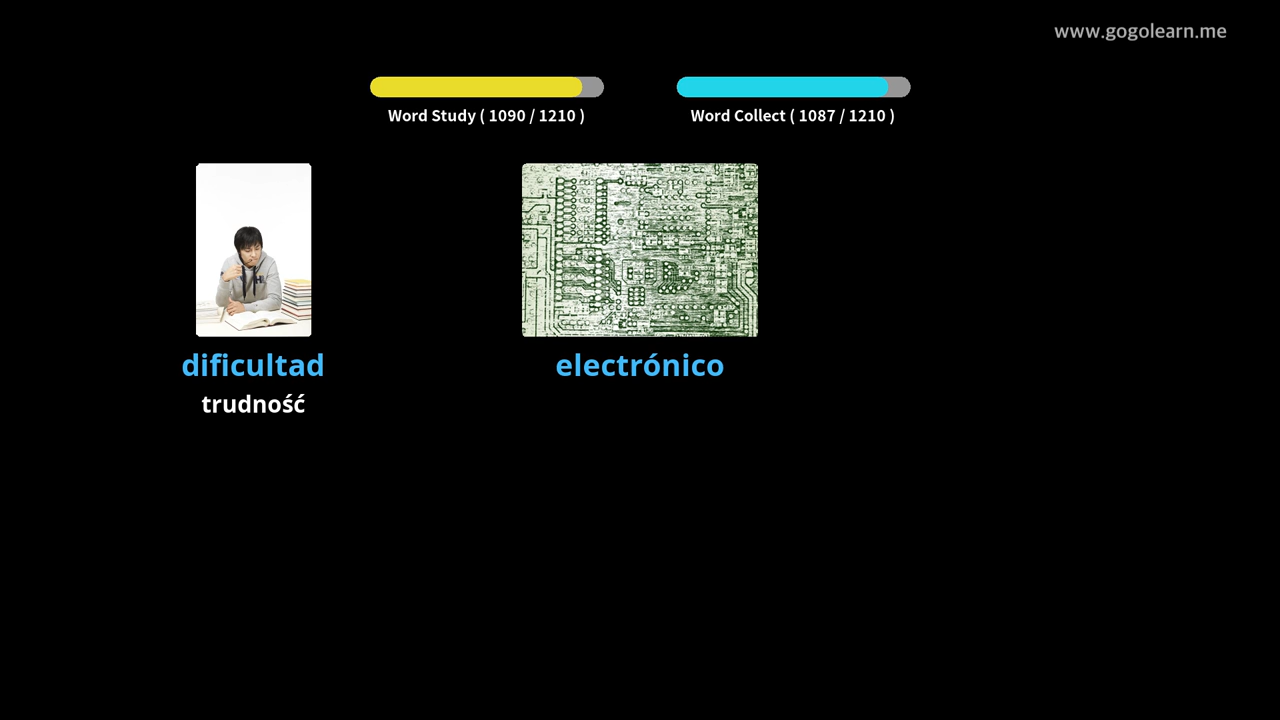 www.gogolearn.me
Word Study ( 1090 / 1210 )
Word Collect ( 1087 / 1210 )
dificultad
trudność
electrónico